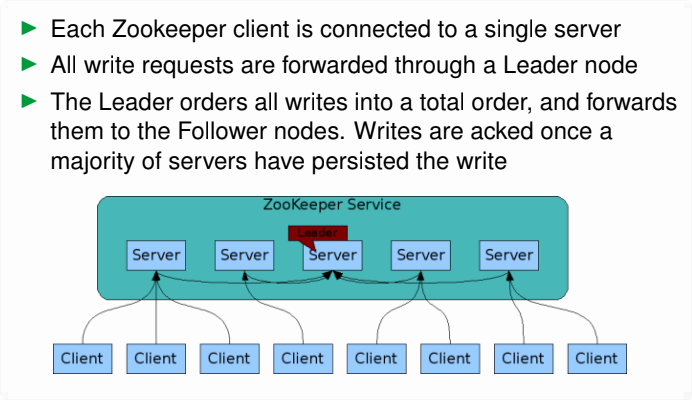 Each Zookeeper client is connected to a single server
All write requests are forwarded through a Leader node
The Leader orders all writes into a total order, and forwards
them to the Follower nodes. Writes are acked once a
majority of servers have persisted the write
ZooKeeper Service
Leader
Server Server Server Server Server
Client Client Client Client Client Client Client Client